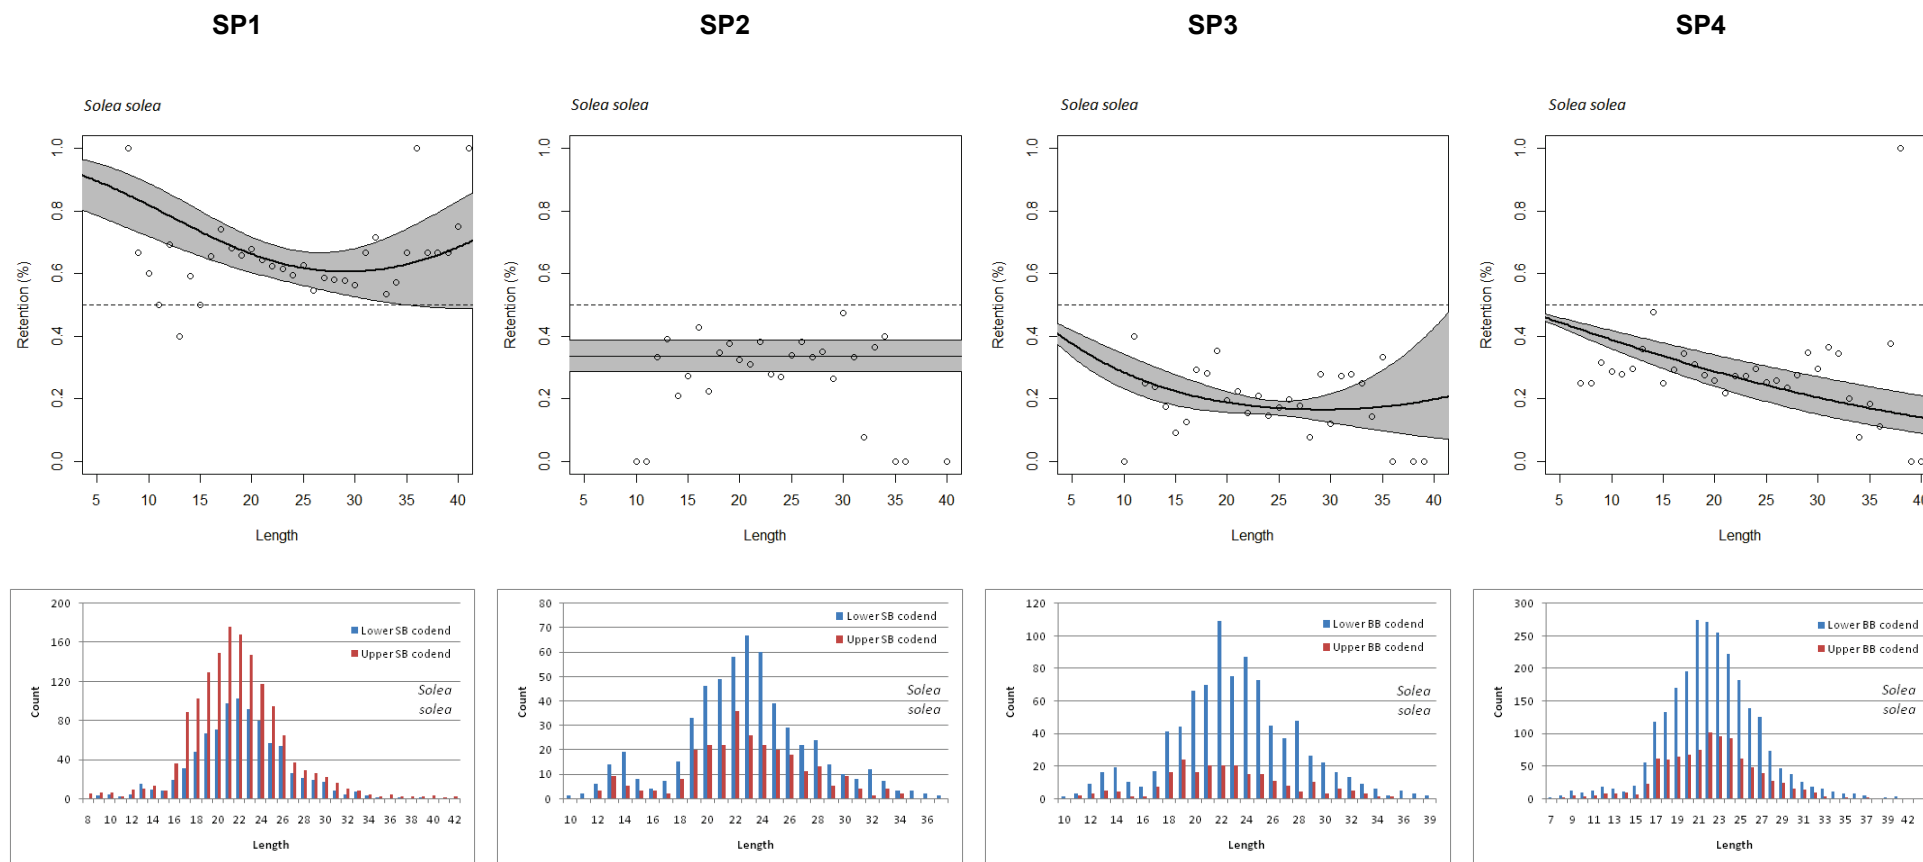 SP1 SP2 SP3 SP4
Solea solea Solea solea Solea solea Solea solea
Retention (%)
0.0 0.2 0.4 0.6 0.8 1.0
5 10 15 20 25 30 35 40
Length
Retention (%)
0.0 0.2 0.4 0.6 0.8 1.0
5 10 15 20 25 30 35 40
Length
Retention (%)
0.0 0.2 0.4 0.6 0.8 1.0
5 10 15 20 25 30 35 40
Length
Retention (%)
0.0 0.2 0.4 0.6 0.8 1.0
5 10 15 20 25 30 35 40
Length
200
160
120
80
40
0
Count
Lower SB codend
Upper SB codend
Solea
solea
8 10 12 14 16 18 20 22 24 26 28 30 32 34 36 38 40 42
Length
80
70
60
50
40
30
20
10
0
Count
Lower SB codend
Upper SB codend
Solea
solea
10 12 14 16 18 20 22 24 26 28 30 32 34 36
Length
120
100
80
60
40
20
0
Count
Lower BB codend
Upper BB codend
Solea
solea
10 12 14 16 18 20 22 24 26 28 30 32 34 36 39
Length
300
250
200
150
100
50
0
Count
Lower BB codend
Upper BB codend
Solea
solea
7 9 11 13 15 17 19 21 23 25 27 29 31 33 35 37 39 42
Length